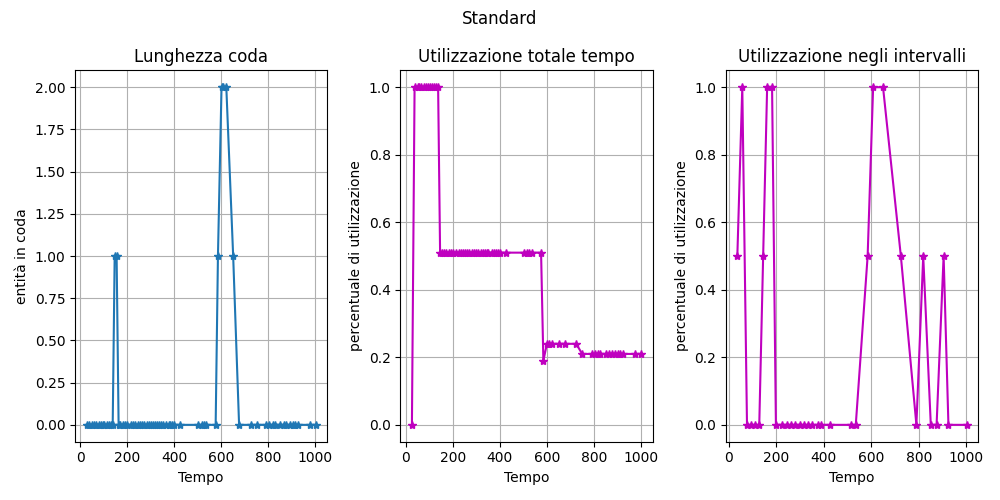 Standard
Lunghezza coda
entità in coda
2.00
1.75
1.50
1.25
1.00
0.75
0.50
0.25
0.00
0 200 400 600 800 1000
Tempo
Utilizzazione totale tempo
percentuale di utilizzazione
1.0
0.8
0.6
0.4
0.2
0.0
0 200 400 600 800 1000
Tempo
Utilizzazione negli intervalli
percentuale di utilizzazione
1.0
0.8
0.6
0.4
0.2
0.0
0 200 400 600 800 1000
Tempo